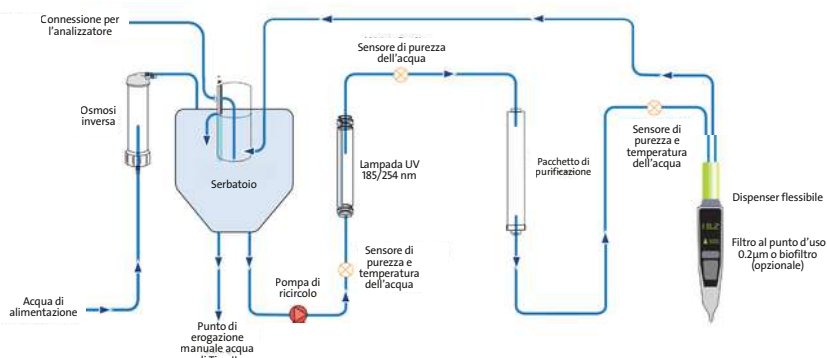 Connessione per
l'analizzatore
Osmosi
inversa
Acqua di
alimentazione
Serbatoio
Punto di
erogazione
manuale acqua
Pompa di
ricircolo
Sensore di
purezza e
temperatura
dell'acqua
Lampada UV
185/254 nm
Sensore di purezza
dell'acqua
Pacchetto di
purificazione
Sensore di
purezza e
temperatura
dell'acqua
Dispenser flessibile
18.2
Filtro al punto d'uso
0.2µm o biofiltro
(opzionale)